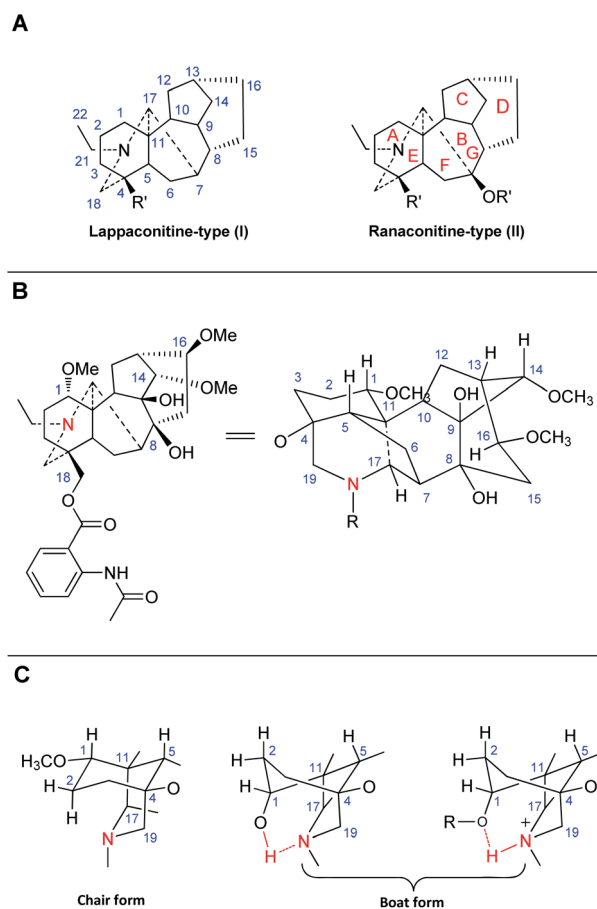 A
22
21
1
2
3
18
4
17
11
5
6
10
12
13
14
9
8
7
16
15
N
R'
Lappaconitine-type (I)
A
N
E
F
B
G
C
D
R'
OR'
Ranaconitine-type (II)
B
1
OMe
14
16
OMe
OMe
OH
N
8
OH
18
O
O
NH
O
3
2
H
1
OCH3
11
H
5
4
O
19
N
R
17
H
6
7
8
OH
9
OH
10
12
13
H
H
14
OCH3
16
H
OCH3
15
C
H
1
H3CO
2
H
H
11
H
5
4
O
17
N
19
Chair form
H
2
H
H
1
O
H
N
11
H
5
17
4
O
19
H
2
H
H
1
R
O
H
N
+
11
H
5
17
4
O
19
Boat form